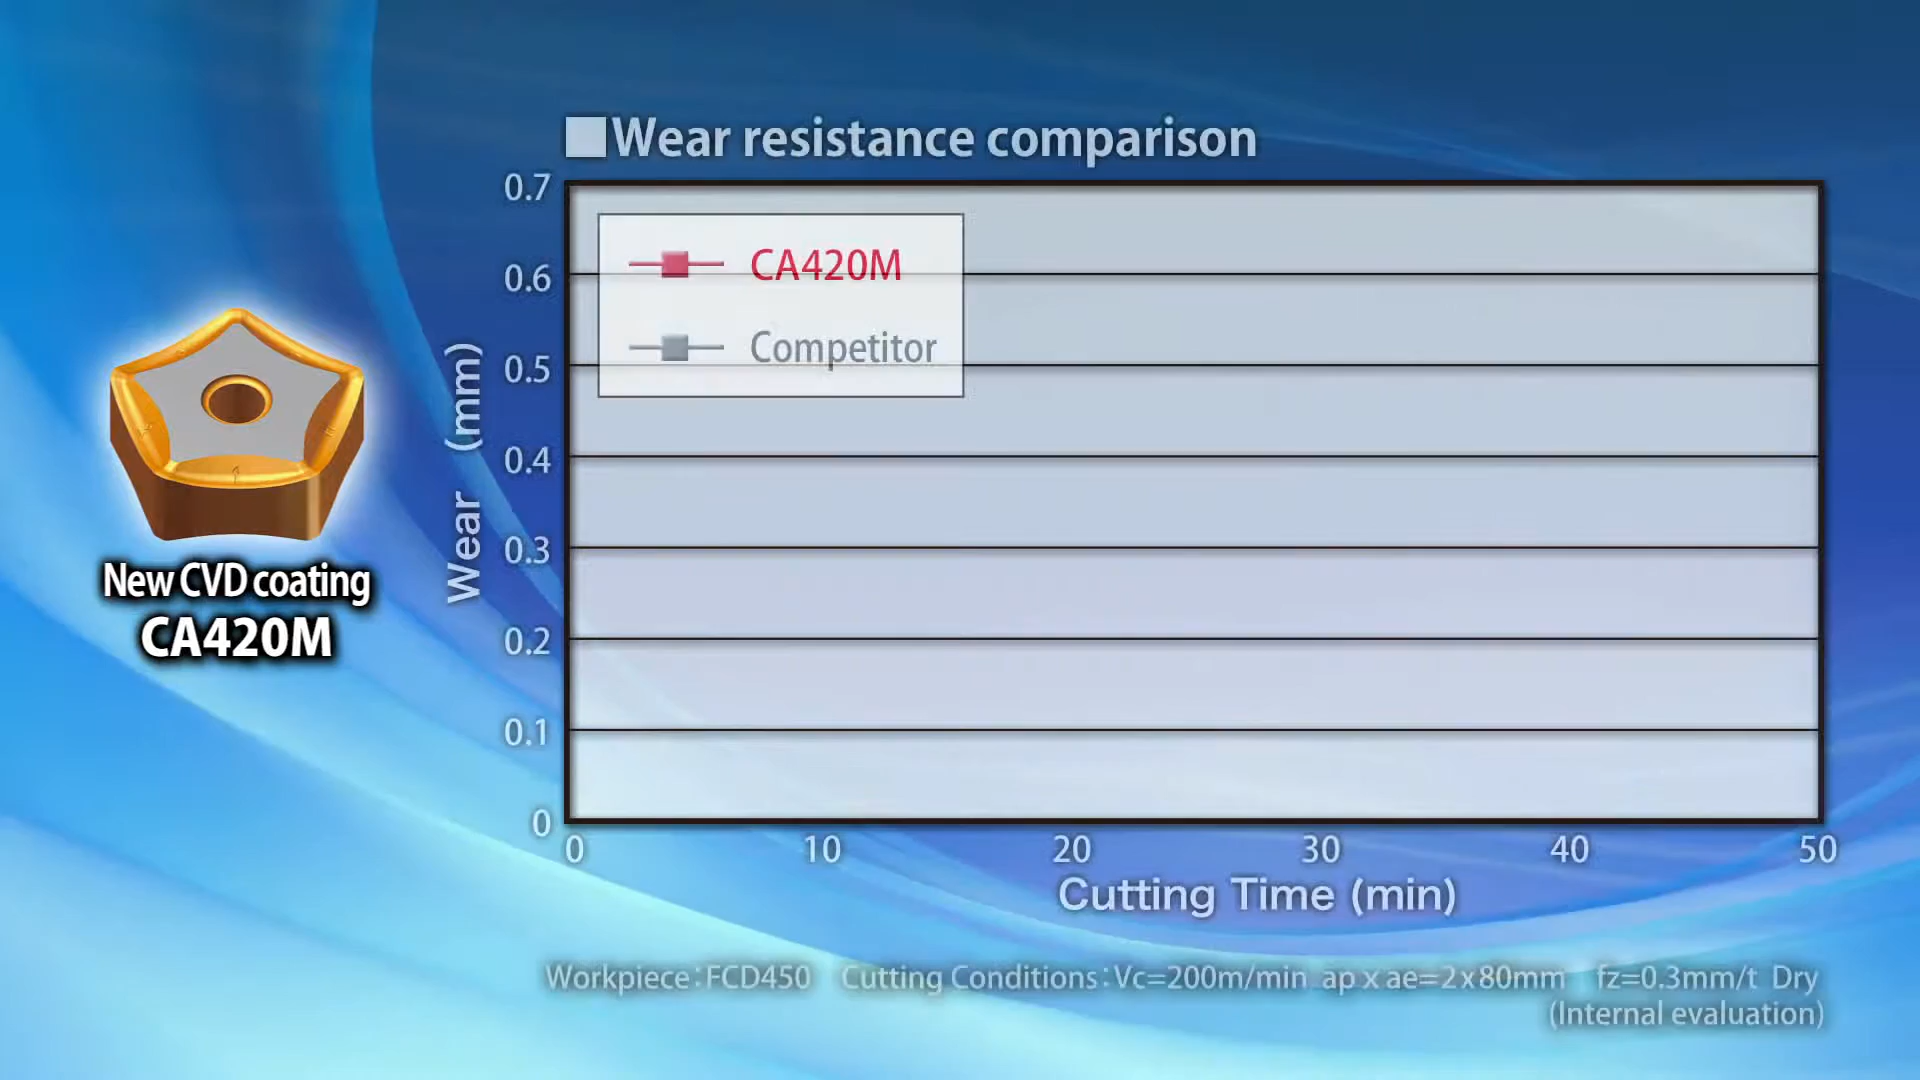 ■Wear resistance comparison
0.7
CA420M
0.6
Competitor
0.5
0.4
0.3
0.2
0.1
0
Wear (mm)
0 10 20 30 40 50
Cutting Time (min)
New CVD coating
CA420M
Workpiece:FCD450 Cutting Conditions:Vc=200m/min ap x ae=2x80mm fz=0.3mm/t Dry
(Internal evaluation)